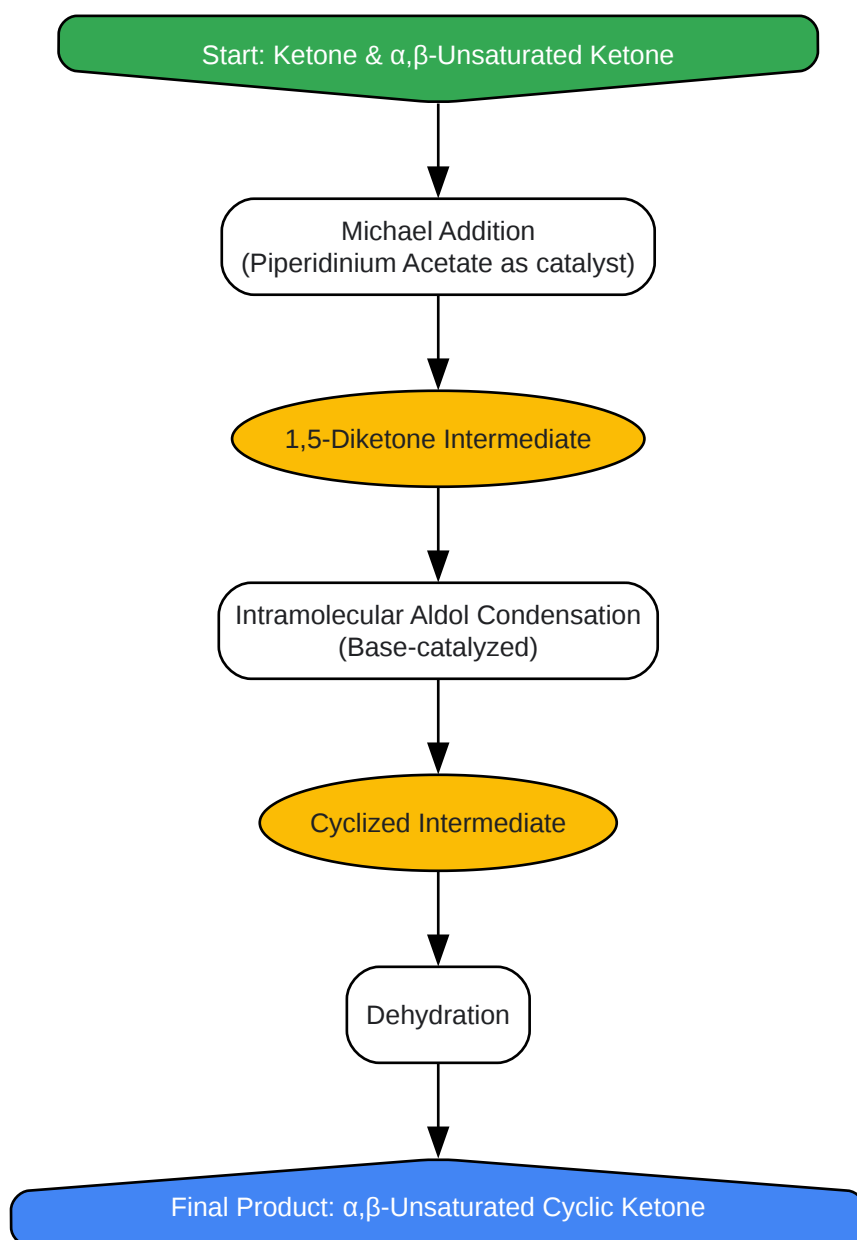 Start: Ketone & α,β-Unsaturated Ketone
Michael Addition
(Piperidinium Acetate as catalyst)
1,5-Diketone Intermediate
Intramolecular Aldol Condensation
(Base-catalyzed)
Cyclized Intermediate
Dehydration
Final Product: α,β-Unsaturated Cyclic Ketone